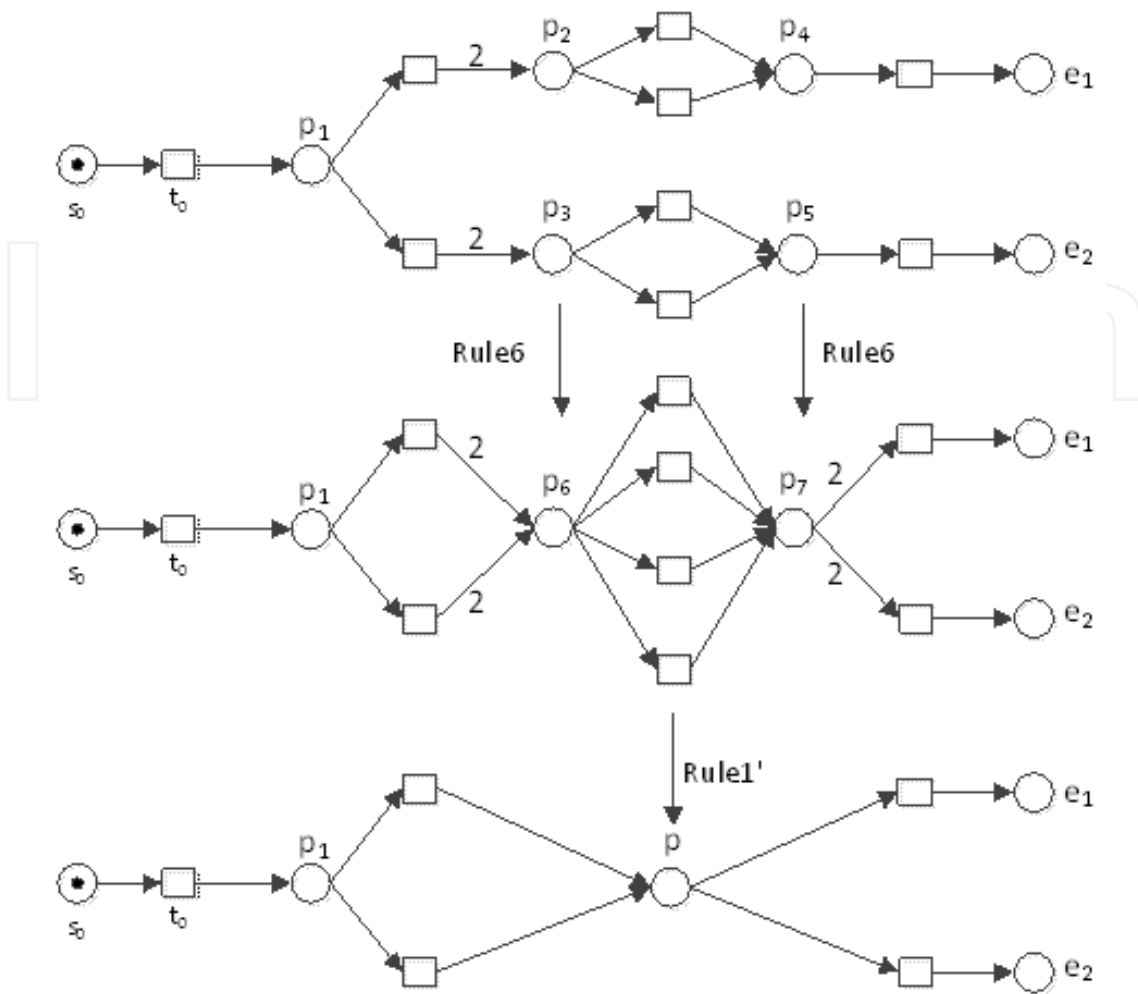 p₂ p₄
2 e₁
p₁
s₀ t₀
p₃ p₅
2 e₂
Rule6 Rule6
2 e₁
p₁ p₆ p₇ 2
s₀ t₀
2 2 e₂
Rule1'
e₁
p₁ p
s₀ t₀
e₂